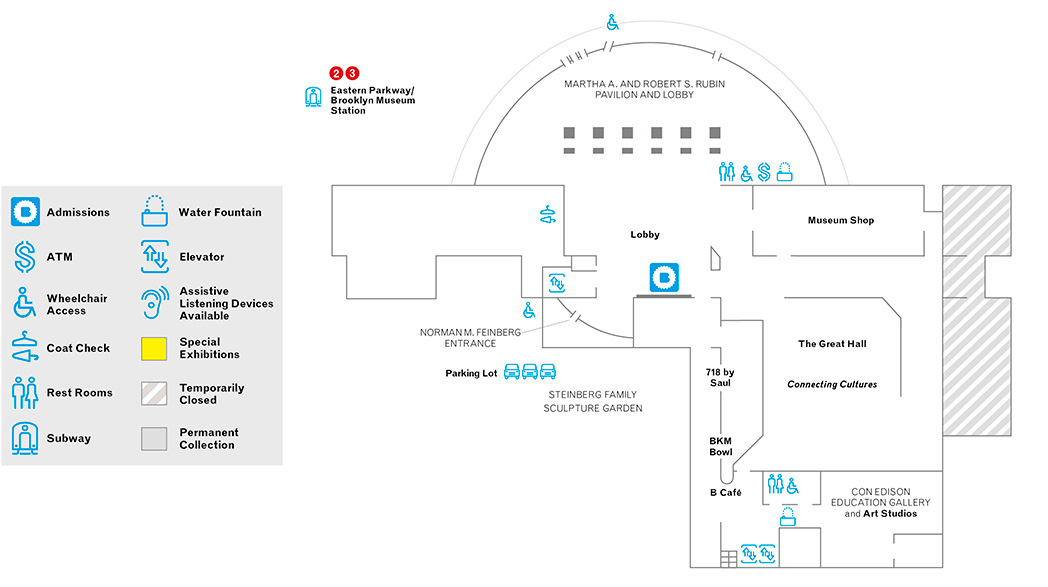 2 3
Eastern Parkway/
Brooklyn Museum
Station
MARTHA A. AND ROBERT S. RUBIN
PAVILION AND LOBBY
B
Admissions
Water Fountain
ATM
Elevator
Wheelchair
Access
Assistive
Listening Devices
Available
Coat Check
Special
Exhibitions
Rest Rooms
Temporarily
Closed
Subway
Permanent
Collection
Lobby
Museum Shop
B
NORMAN M. FEINBERG
ENTRANCE
The Great Hall
Connecting Cultures
Parking Lot
718 by
Saul
STEINBERG FAMILY
SCULPTURE GARDEN
BKM
Bowl
B Café
CON EDISON
EDUCATION GALLERY
and Art Studios